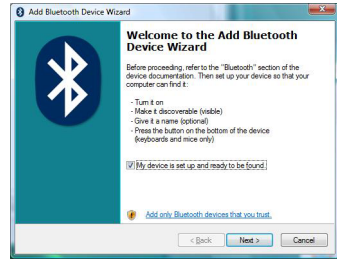 Add Bluetooth Device Wizard
Welcome to the Add Bluetooth
Device Wizard
Before proceeding, refer to the "Bluetooth" section of the
device documentation. Then set up your device so that your
computer can find it:
- Turn it on
- Make it discoverable (visible)
- Give it a name (optional)
- Press the button on the bottom of the device
(keyboards and mice only)
My device is set up and ready to be found.
Add only Bluetooth devices that you trust.
< Back Next > Cancel